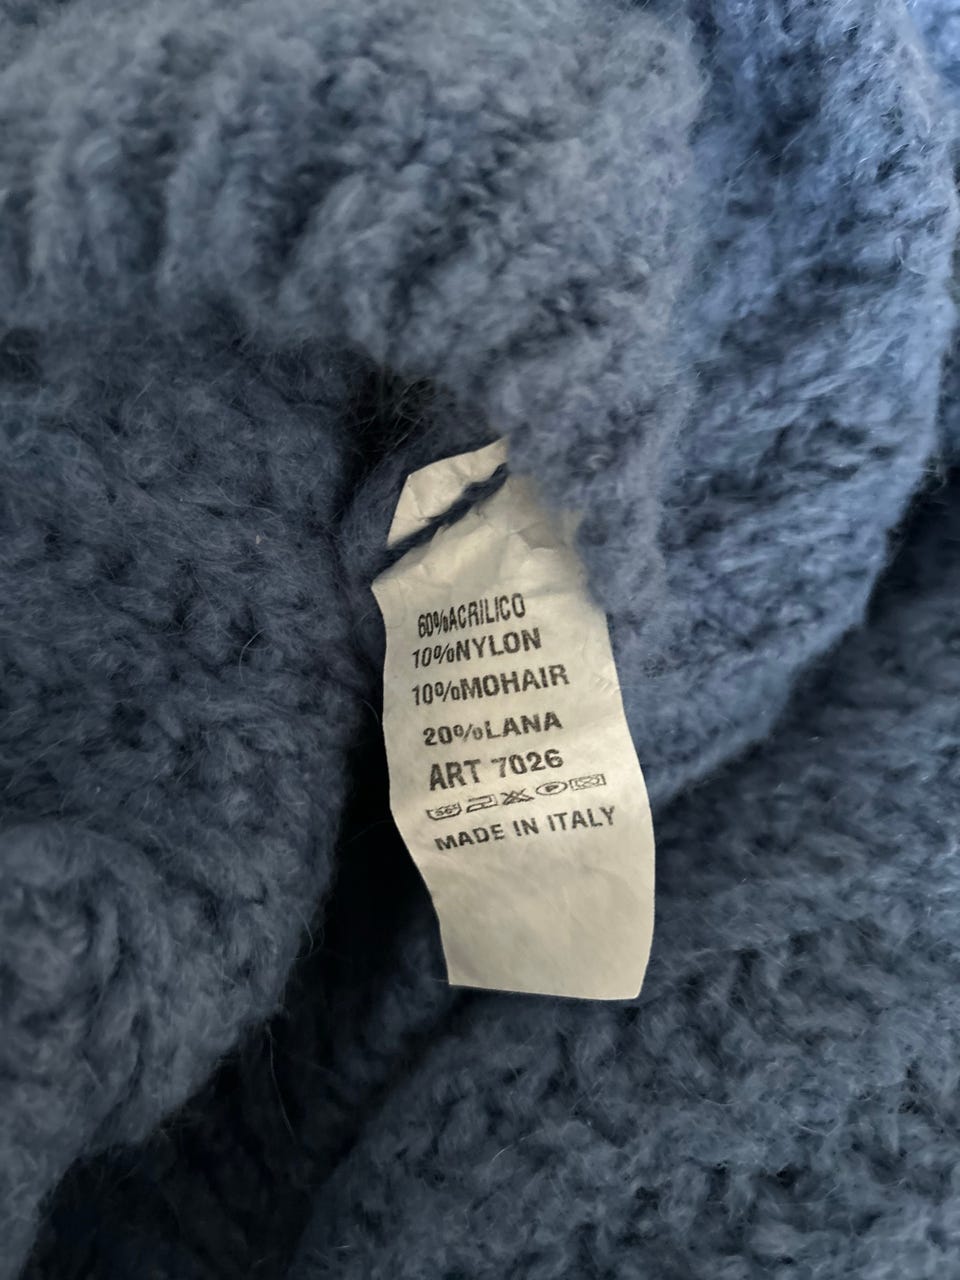 60%ACRILICO
10%NYLON
10%MOHAIR
20%LANA
ART 7026
MADE IN ITALY